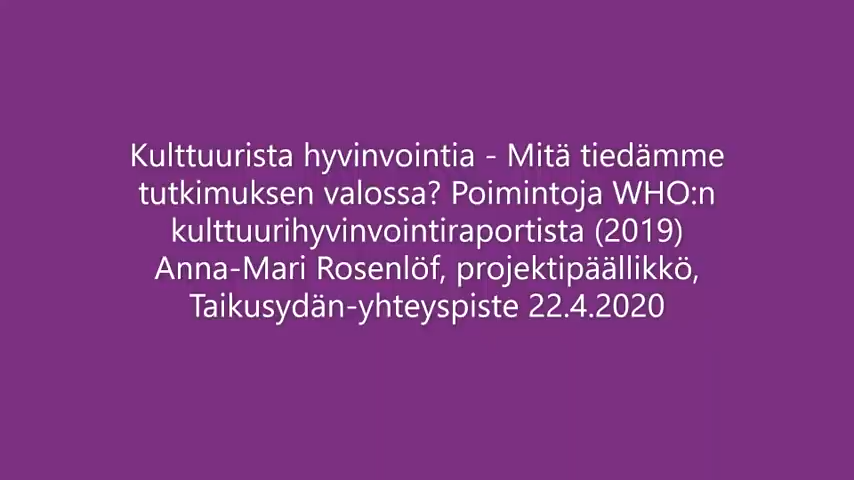 Kulttuurista hyvinvointia - Mitä tiedämme
tutkimuksen valossa? Poimintoja WHO:n
kulttuurihyvinvointiraportista (2019)
Anna-Mari Rosenlöf, projektipäällikkö,
Taikusydän-yhteyspiste 22.4.2020